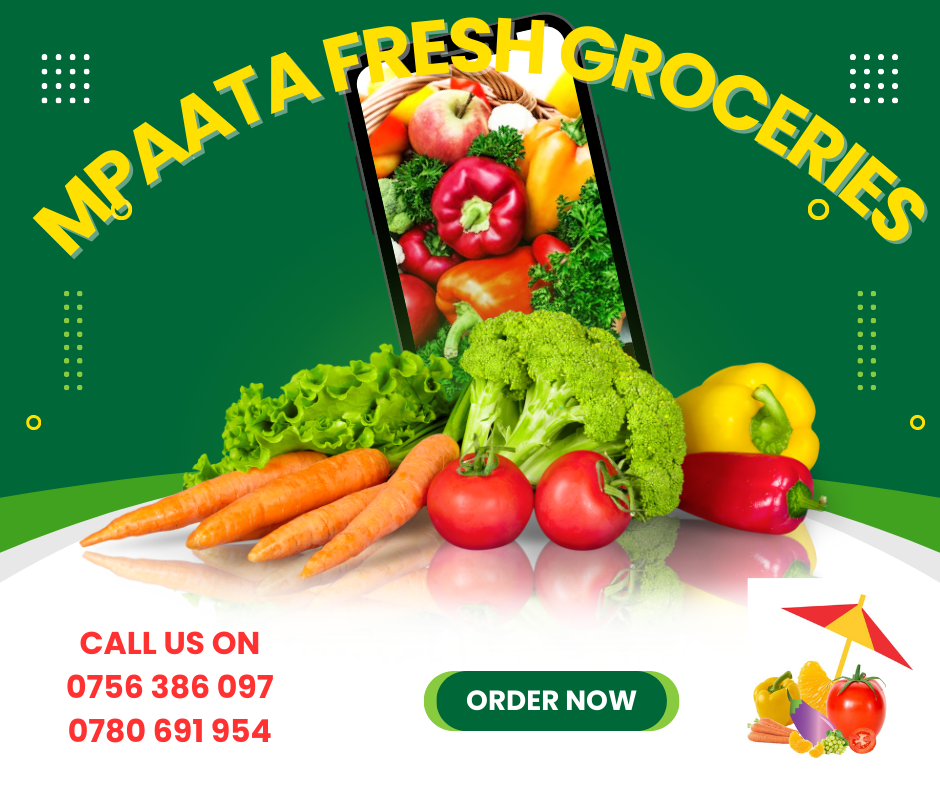 MPAATA FRESH GROCERIES
CALL US ON
0756 386 097
0780 691 954
ORDER NOW